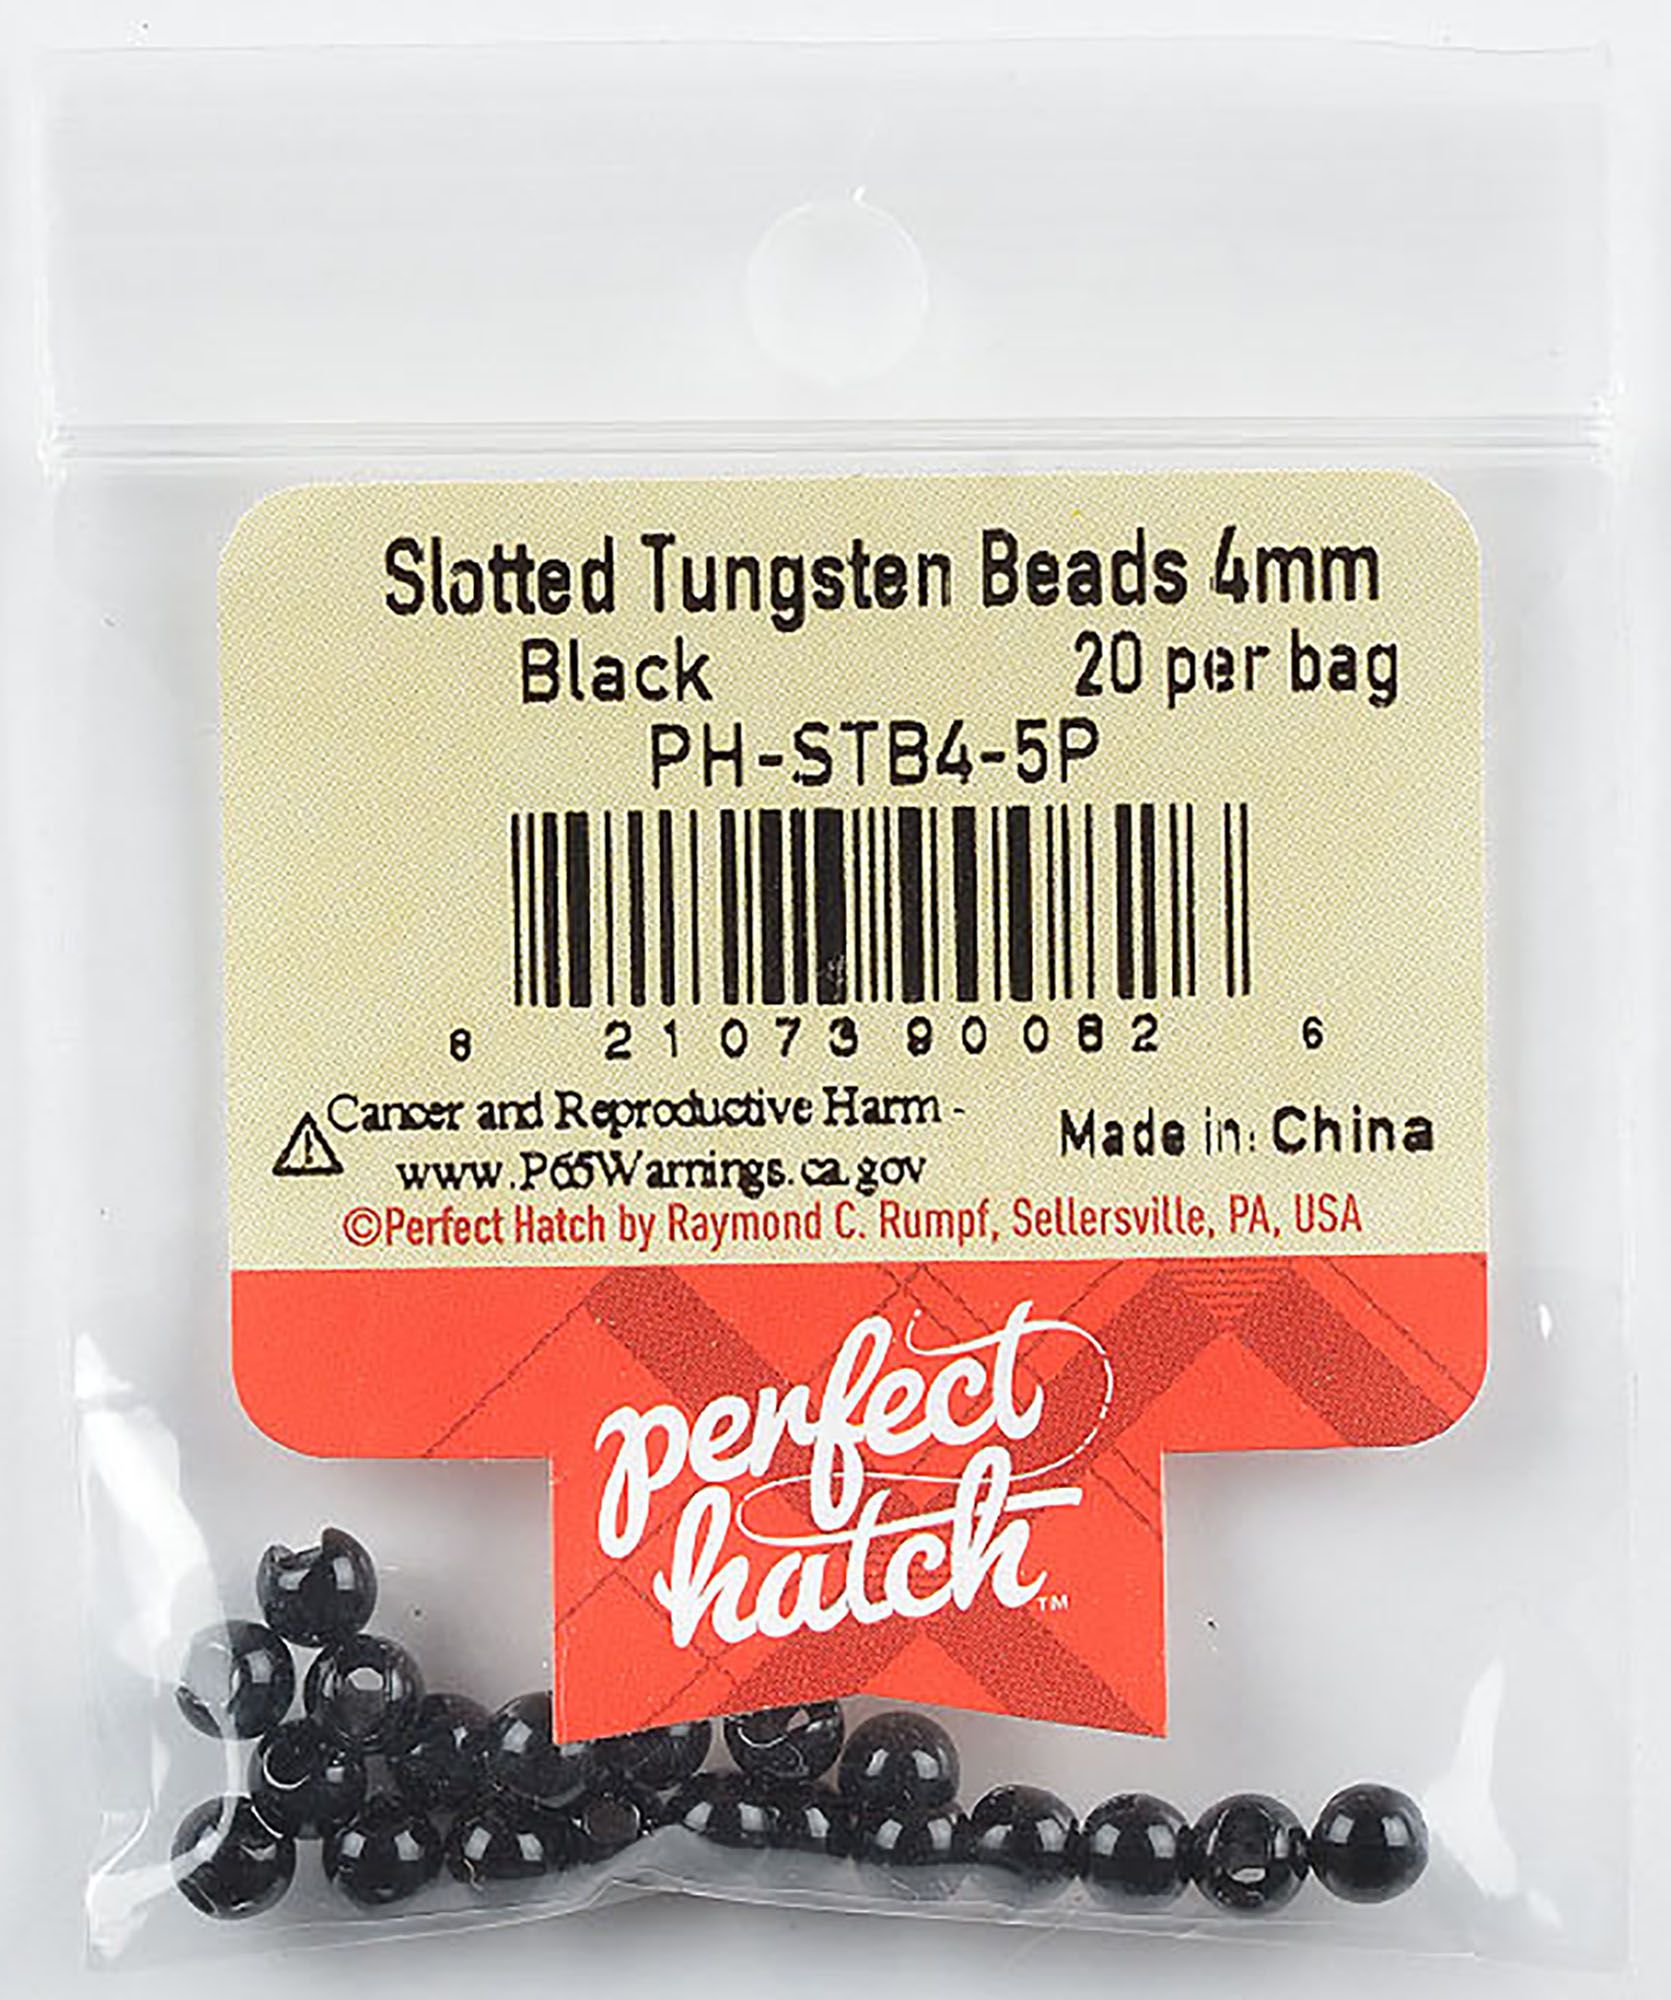 Slotted Tungsten Beads 4mm
Black 20 per bag
PH-STB4-5P
8 21073 90082 6
⚠Cancer and Reproductive Harm -
www.P65Warnings.ca.gov
Made in: China
©Perfect Hatch by Raymond C. Rumpf, Sellersville, PA, USA
perfect
hatch™